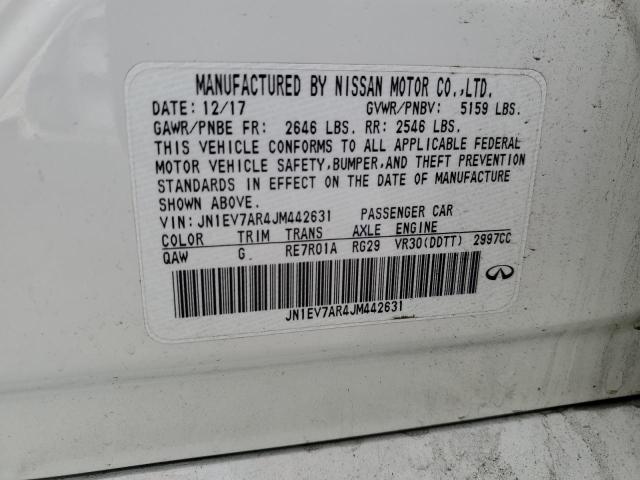 MANUFACTURED BY NISSAN MOTOR CO.,LTD.
DATE: 12/17 GVWR/PNBV: 5159 LBS.
GAWR/PNBE FR: 2646 LBS. RR: 2546 LBS.
THIS VEHICLE CONFORMS TO ALL APPLICABLE FEDERAL
MOTOR VEHICLE SAFETY,BUMPER,AND THEFT PREVENTION
STANDARDS IN EFFECT ON THE DATE OF MANUFACTURE
SHOWN ABOVE.
VIN: JN1EV7AR4JM442631 PASSENGER CAR
COLOR TRIM TRANS AXLE ENGINE
QAW G. RE7R01A RG29 VR30(DDTT) 2997CC
JN1EV7AR4JM442631